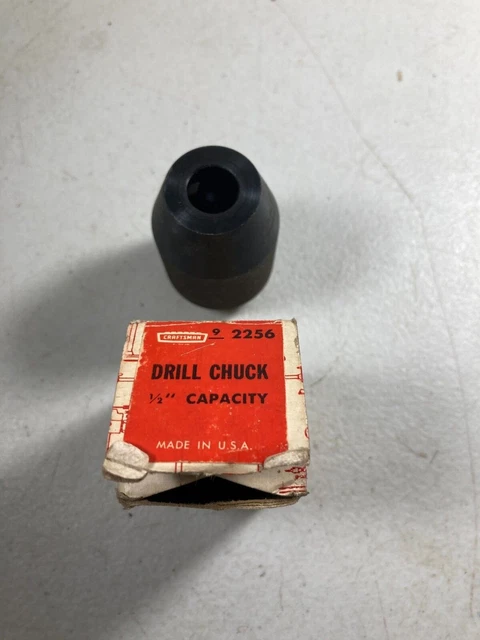 CRAFTSMAN 9 2256
DRILL CHUCK
1/2" CAPACITY
MADE IN U.S.A.